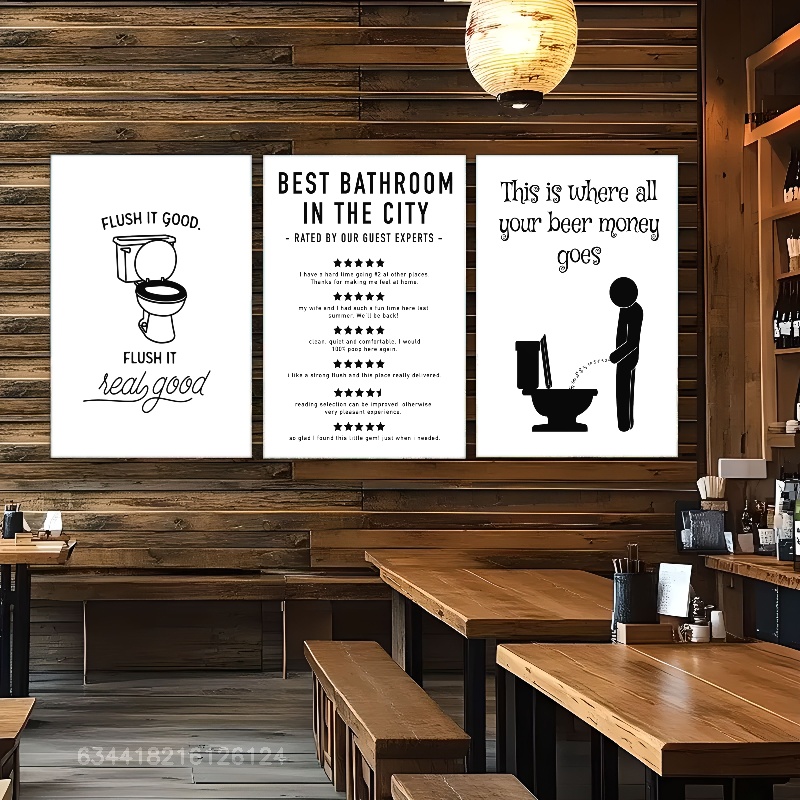 FLUSH IT GOOD.
FLUSH IT
real good
BEST BATHROOM
IN THE CITY
- RATED BY OUR GUEST EXPERTS -
i have a hard time going #2 at other places.
Thanks for making me feel at home.
my wife and i had such a fun time here last
summer. We'll be back!
clean, quiet and comfortable. I would
100% poop here again.
i like a strong flush and this place really delivered.
reading selection can be improved. otherwise
very pleasant experience.
so glad I found this little gem! just when i needed.
This is where all
your beer money
goes
634418216126124